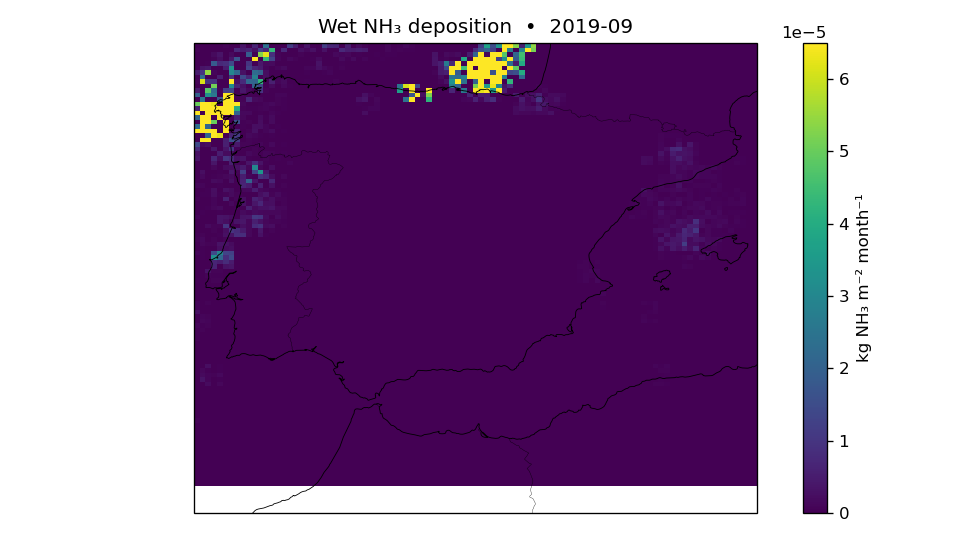 Wet NH₃ deposition • 2019-09
1e−5
6
5
4
3
2
1
0
kg NH₃ m⁻² month⁻¹